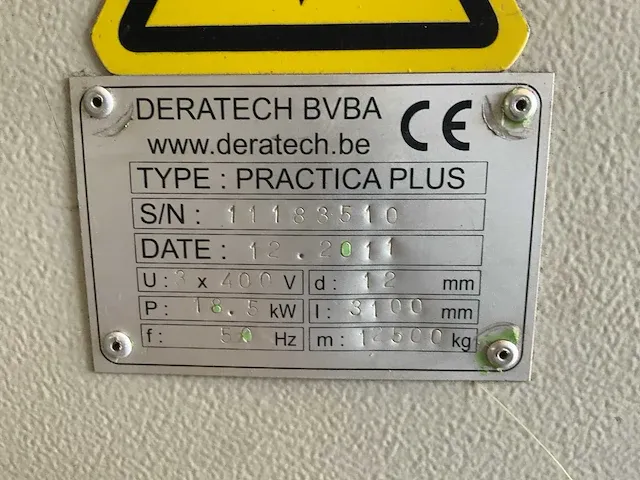 DERATECH BVBA CE
www.deratech.be
TYPE : PRACTICA PLUS
S/N : 11183510
DATE : 12.2011
U : 3 x 400 V d : 12 mm
P : 18.5 kW l : 3100 mm
f : 50 Hz m : 12500 kg